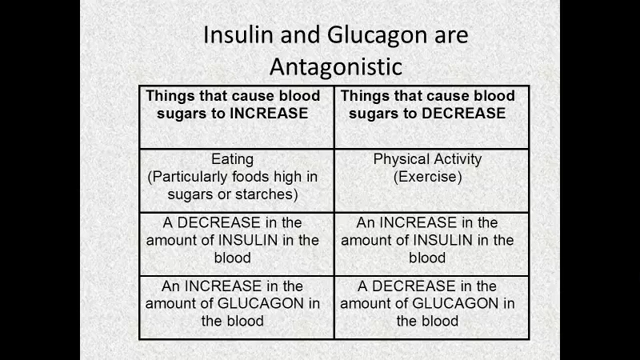 Insulin and Glucagon are
Antagonistic
Things that cause blood
sugars to INCREASE
Things that cause blood
sugars to DECREASE
Eating
(Particularly foods high in
sugars or starches)
Physical Activity
(Exercise)
A DECREASE in the
amount of INSULIN in the
blood
An INCREASE in the
amount of INSULIN in the
blood
An INCREASE in the
amount of GLUCAGON in
the blood
A DECREASE in the
amount of GLUCAGON in
the blood